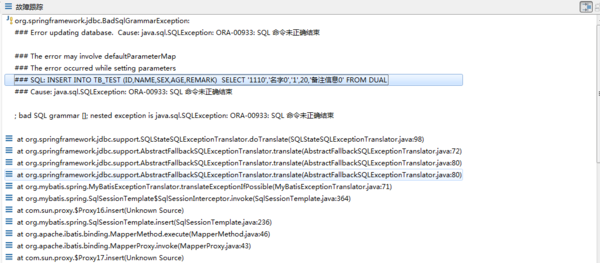 故障跟踪
org.springframework.jdbc.BadSqlGrammarException:
### Error updating database.  Cause: java.sql.SQLException: ORA-00933: SQL 命令未正确结束
### The error may involve defaultParameterMap
### The error occurred while setting parameters
### SQL: INSERT INTO TB_TEST (ID,NAME,SEX,AGE,REMARK)  SELECT '1110','名字0','1',20,'备注信息0' FROM DUAL
### Cause: java.sql.SQLException: ORA-00933: SQL 命令未正确结束
; bad SQL grammar []; nested exception is java.sql.SQLException: ORA-00933: SQL 命令未正确结束
at org.springframework.jdbc.support.SQLStateSQLExceptionTranslator.doTranslate(SQLStateSQLExceptionTranslator.java:98)
at org.springframework.jdbc.support.AbstractFallbackSQLExceptionTranslator.translate(AbstractFallbackSQLExceptionTranslator.java:72)
at org.springframework.jdbc.support.AbstractFallbackSQLExceptionTranslator.translate(AbstractFallbackSQLExceptionTranslator.java:80)
at org.springframework.jdbc.support.AbstractFallbackSQLExceptionTranslator.translate(AbstractFallbackSQLExceptionTranslator.java:80)
at org.mybatis.spring.MyBatisExceptionTranslator.translateExceptionIfPossible(MyBatisExceptionTranslator.java:71)
at org.mybatis.spring.SqlSessionTemplate$SqlSessionInterceptor.invoke(SqlSessionTemplate.java:364)
at com.sun.proxy.$Proxy16.insert(Unknown Source)
at org.mybatis.spring.SqlSessionTemplate.insert(SqlSessionTemplate.java:236)
at org.apache.ibatis.binding.MapperMethod.execute(MapperMethod.java:46)
at org.apache.ibatis.binding.MapperProxy.invoke(MapperProxy.java:43)
at com.sun.proxy.$Proxy17.insert(Unknown Source)